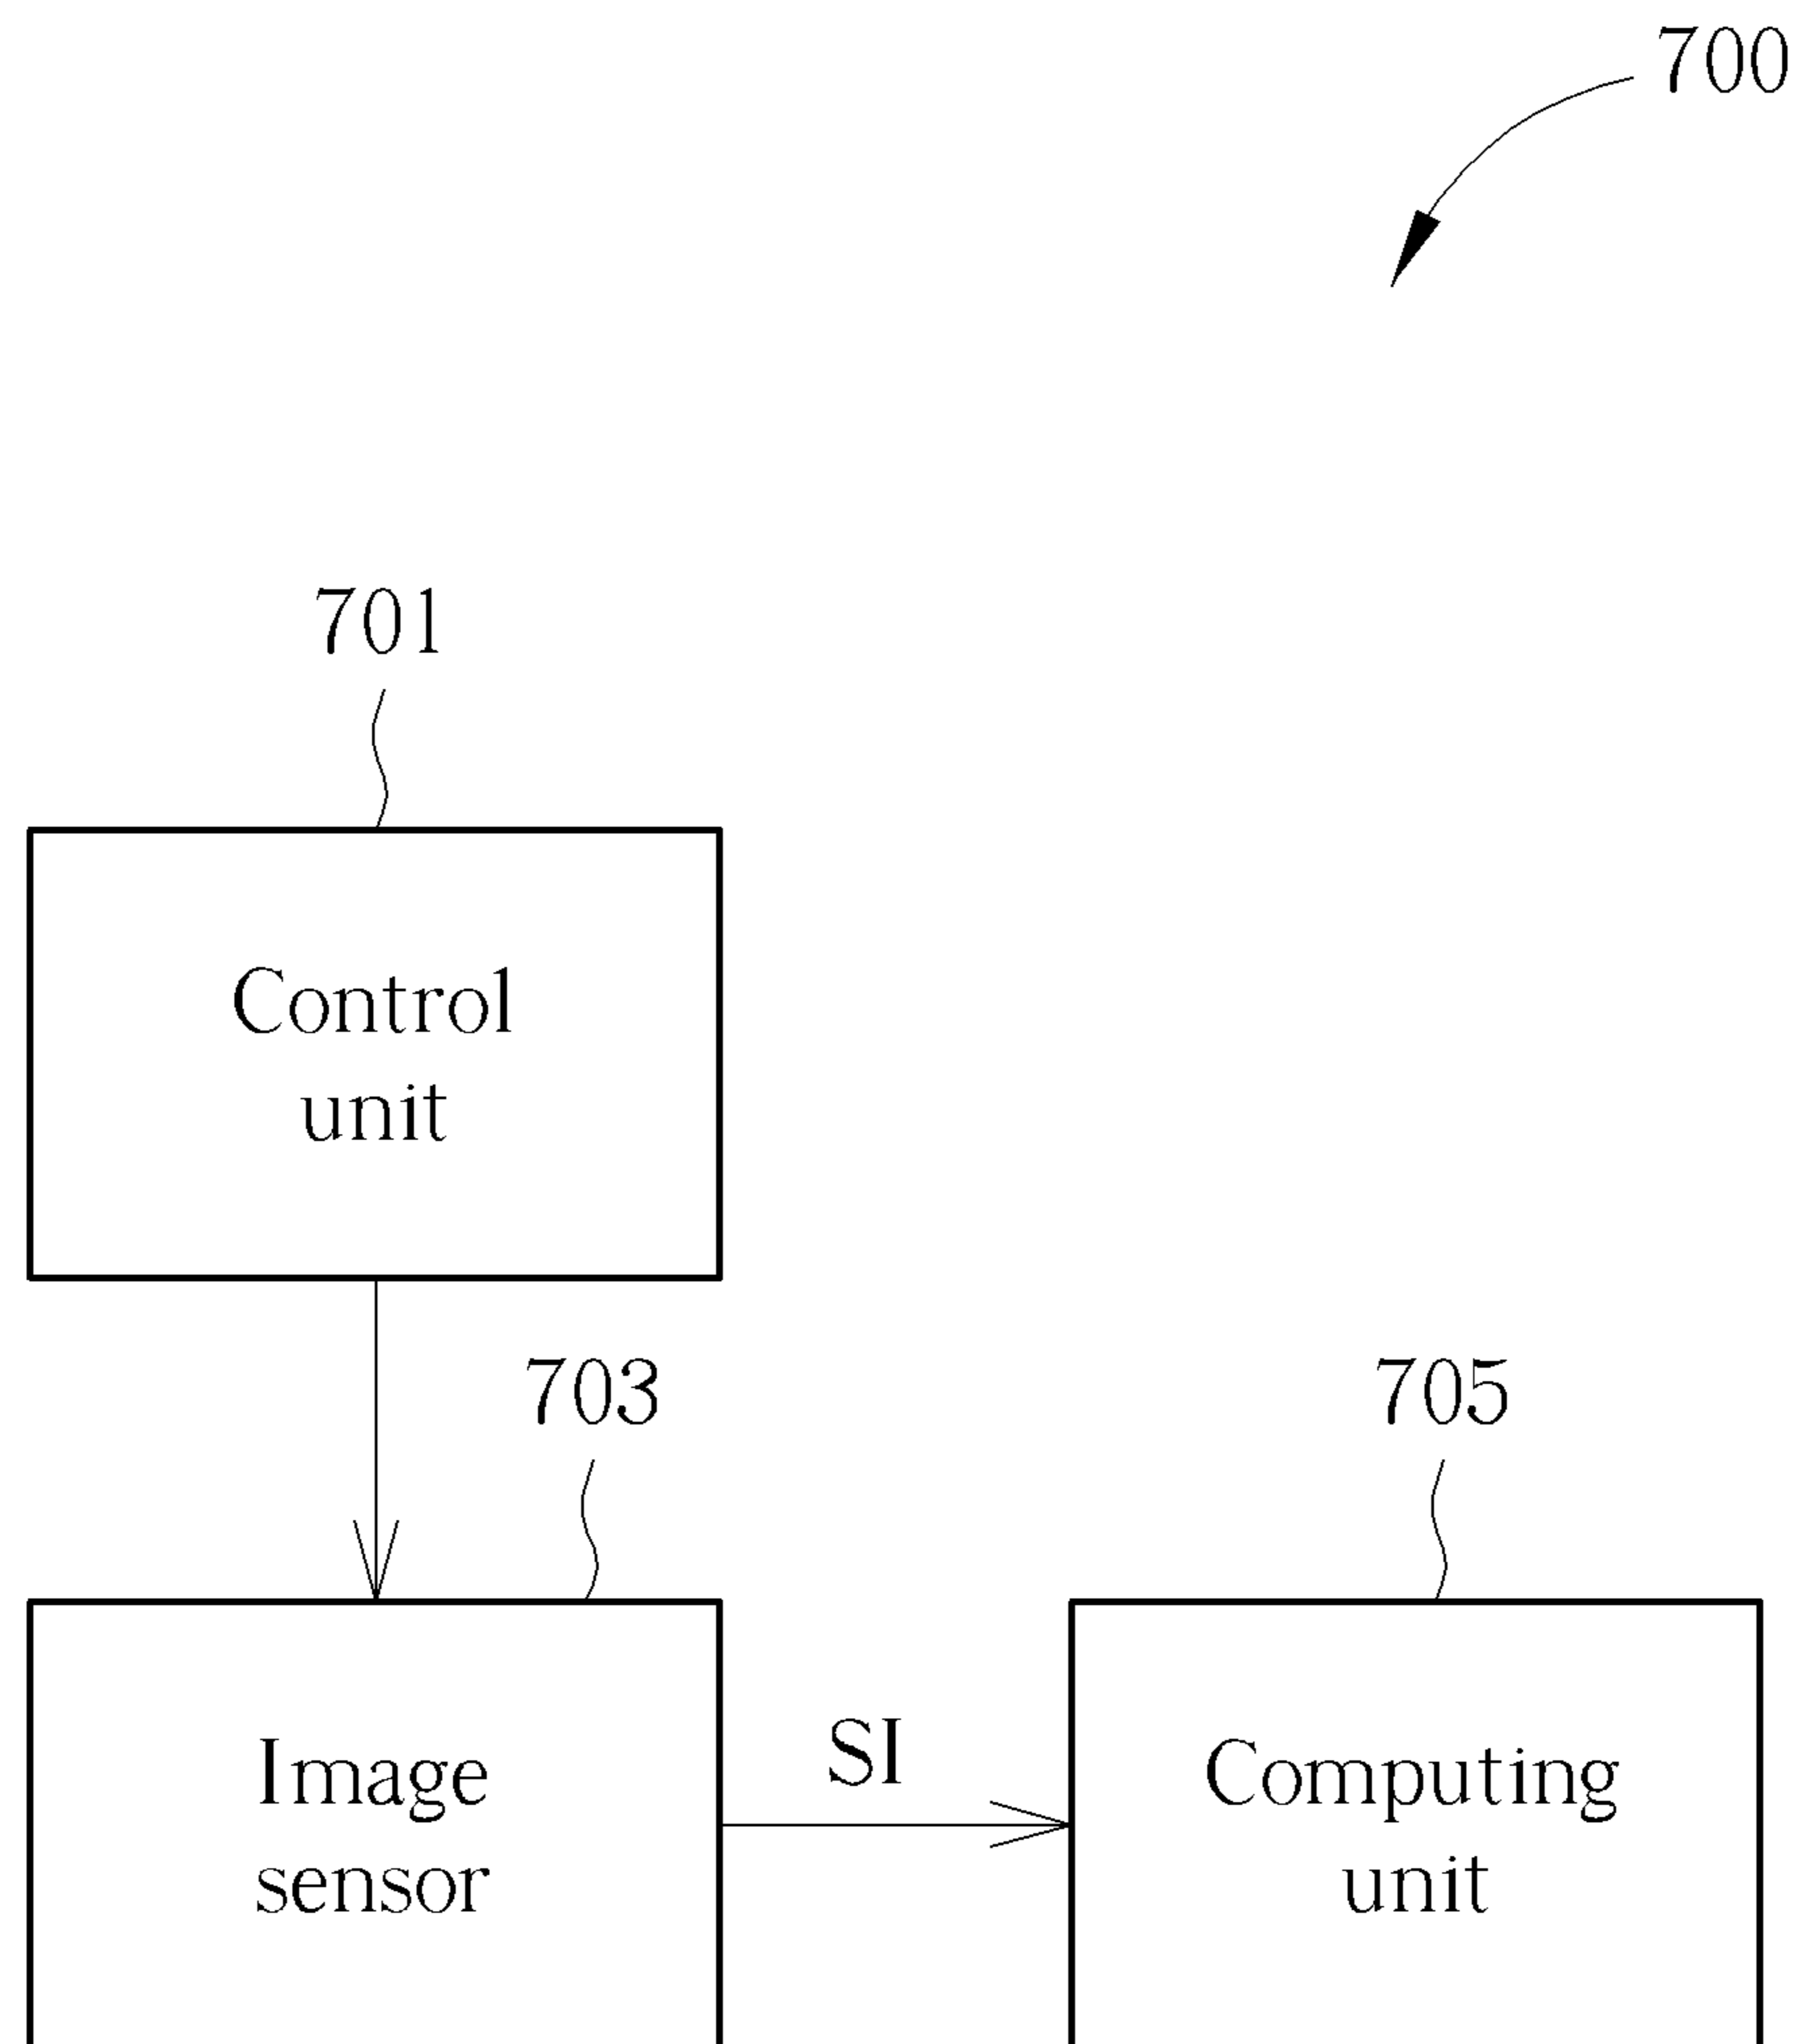 700
701
Control
unit
703
705
Image
sensor
SI
Computing
unit